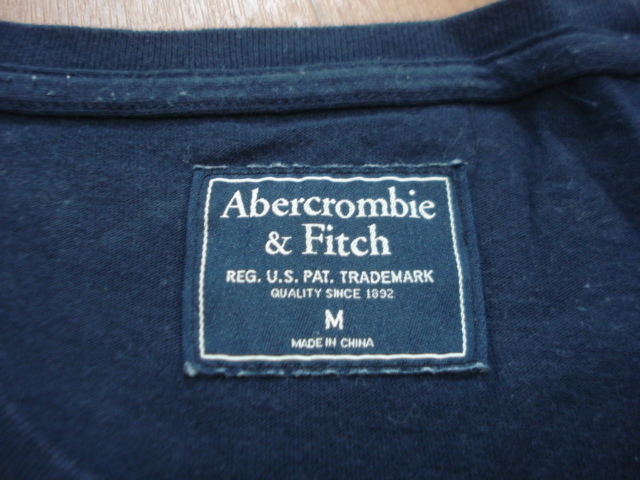 Abercrombie
& Fitch
REG. U.S. PAT. TRADEMARK
QUALITY SINCE 1892
M
MADE IN CHINA